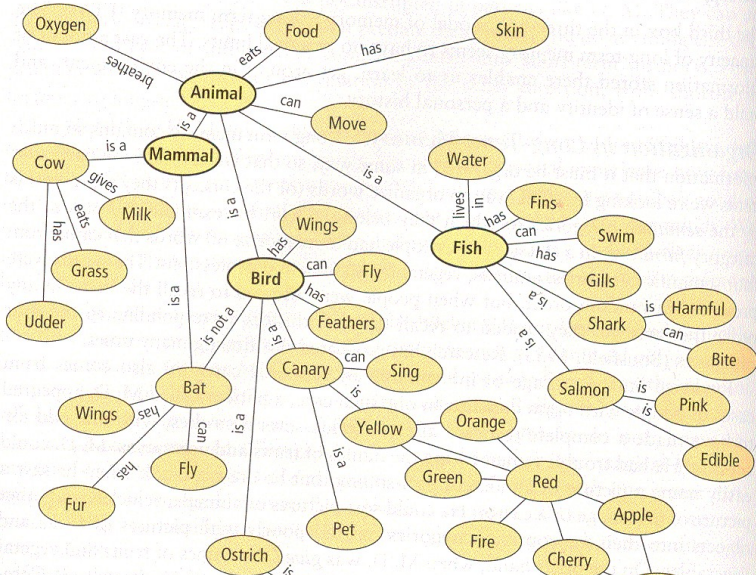 Oxygen
Food
Skin
eats
has
breathes
Animal
can
Move
is a
is a
Mammal
Cow
is a
is a
Water
gives
Milk
eats
has
Grass
Udder
is a
Wings
has
Bird
can
Fly
has
Feathers
lives
in
has
Fins
can
Swim
Fish
has
Gills
is a
Shark
is
Harmful
can
Bite
is a
Salmon
is
Pink
is
Edible
is not a
Bat
Wings
has
can
Fly
has
Fur
is a
is a
Canary
can
Sing
is
Yellow
Orange
Green
Red
is a
Pet
Fire
Cherry
Apple
Ostrich
is